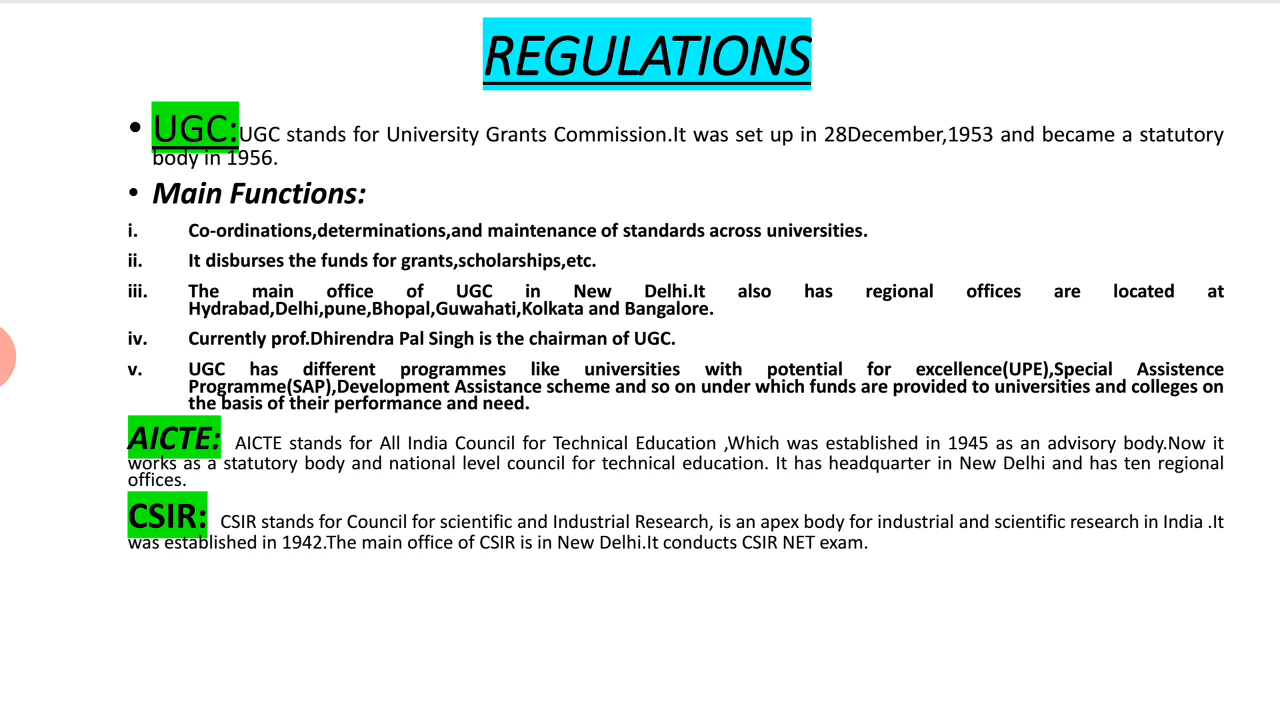 REGULATIONS
• UGC:UGC stands for University Grants Commission.It was set up in 28December,1953 and became a statutory
body in 1956.
• Main Functions:
i. Co-ordinations,determinations,and maintenance of standards across universities.
ii. It disburses the funds for grants,scholarships,etc.
iii. The main office of UGC in New Delhi.It also has regional offices are located at
Hydrabad,Delhi,pune,Bhopal,Guwahati,Kolkata and Bangalore.
iv. Currently prof.Dhirendra Pal Singh is the chairman of UGC.
v. UGC has different programmes like universities with potential for excellence(UPE),Special Assistence
Programme(SAP),Development Assistance scheme and so on under which funds are provided to universities and colleges on
the basis of their performance and need.
AICTE: AICTE stands for All India Council for Technical Education ,Which was established in 1945 as an advisory body.Now it
works as a statutory body and national level council for technical education. It has headquarter in New Delhi and has ten regional
offices.
CSIR: CSIR stands for Council for scientific and Industrial Research, is an apex body for industrial and scientific research in India .It
was established in 1942.The main office of CSIR is in New Delhi.It conducts CSIR NET exam.